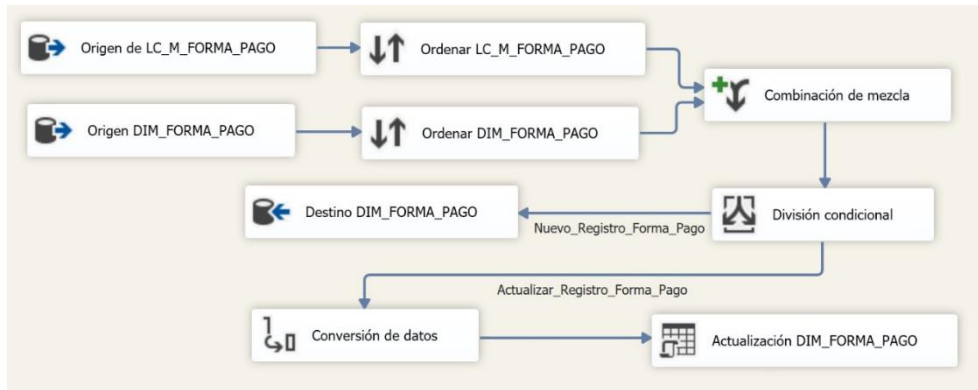 Origen de LC_M_FORMA_PAGO
Ordenar LC_M_FORMA_PAGO
Combinación de mezcla
Origen DIM_FORMA_PAGO
Ordenar DIM_FORMA_PAGO
Destino DIM_FORMA_PAGO
División condicional
Nuevo_Registro_Forma_Pago
Actualizar_Registro_Forma_Pago
Conversión de datos
Actualización DIM_FORMA_PAGO